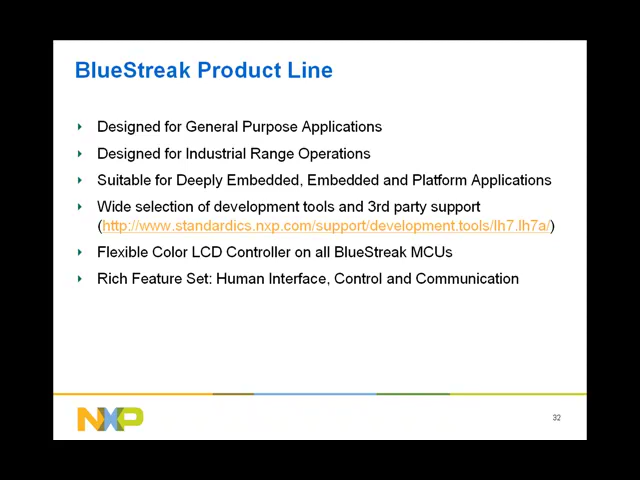 BlueStreak Product Line
Designed for General Purpose Applications
Designed for Industrial Range Operations
Suitable for Deeply Embedded, Embedded and Platform Applications
Wide selection of development tools and 3rd party support
(http://www.standardics.nxp.com/support/development.tools/lh7.lh7a/)
Flexible Color LCD Controller on all BlueStreak MCUs
Rich Feature Set: Human Interface, Control and Communication
NXP
32